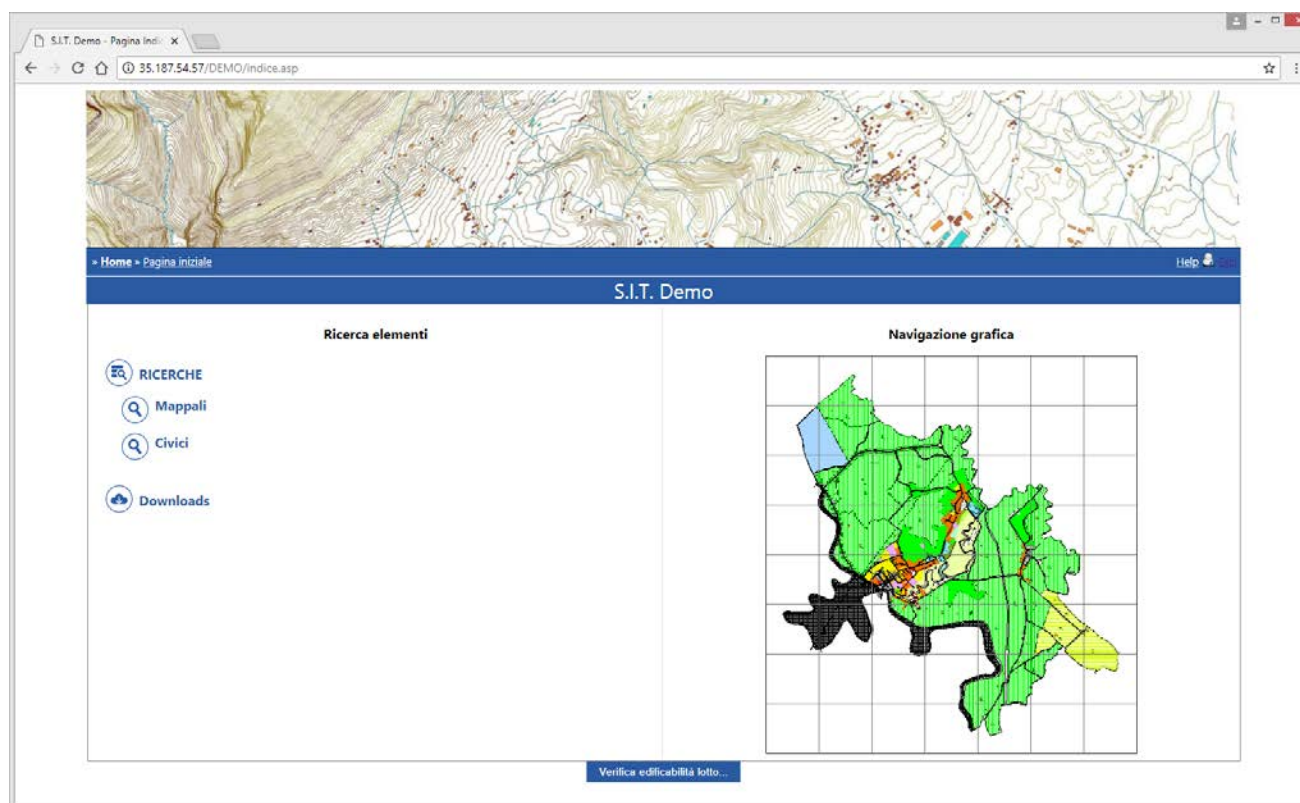 S.I.T. Demo - Pagina Indi
35.187.54.57/DEMO/indice.asp
» Home » Pagina iniziale
Help
S.I.T. Demo
Ricerca elementi
Navigazione grafica
RICERCHE
Mappali
Civici
Downloads
Verifica edificabilità lotto...